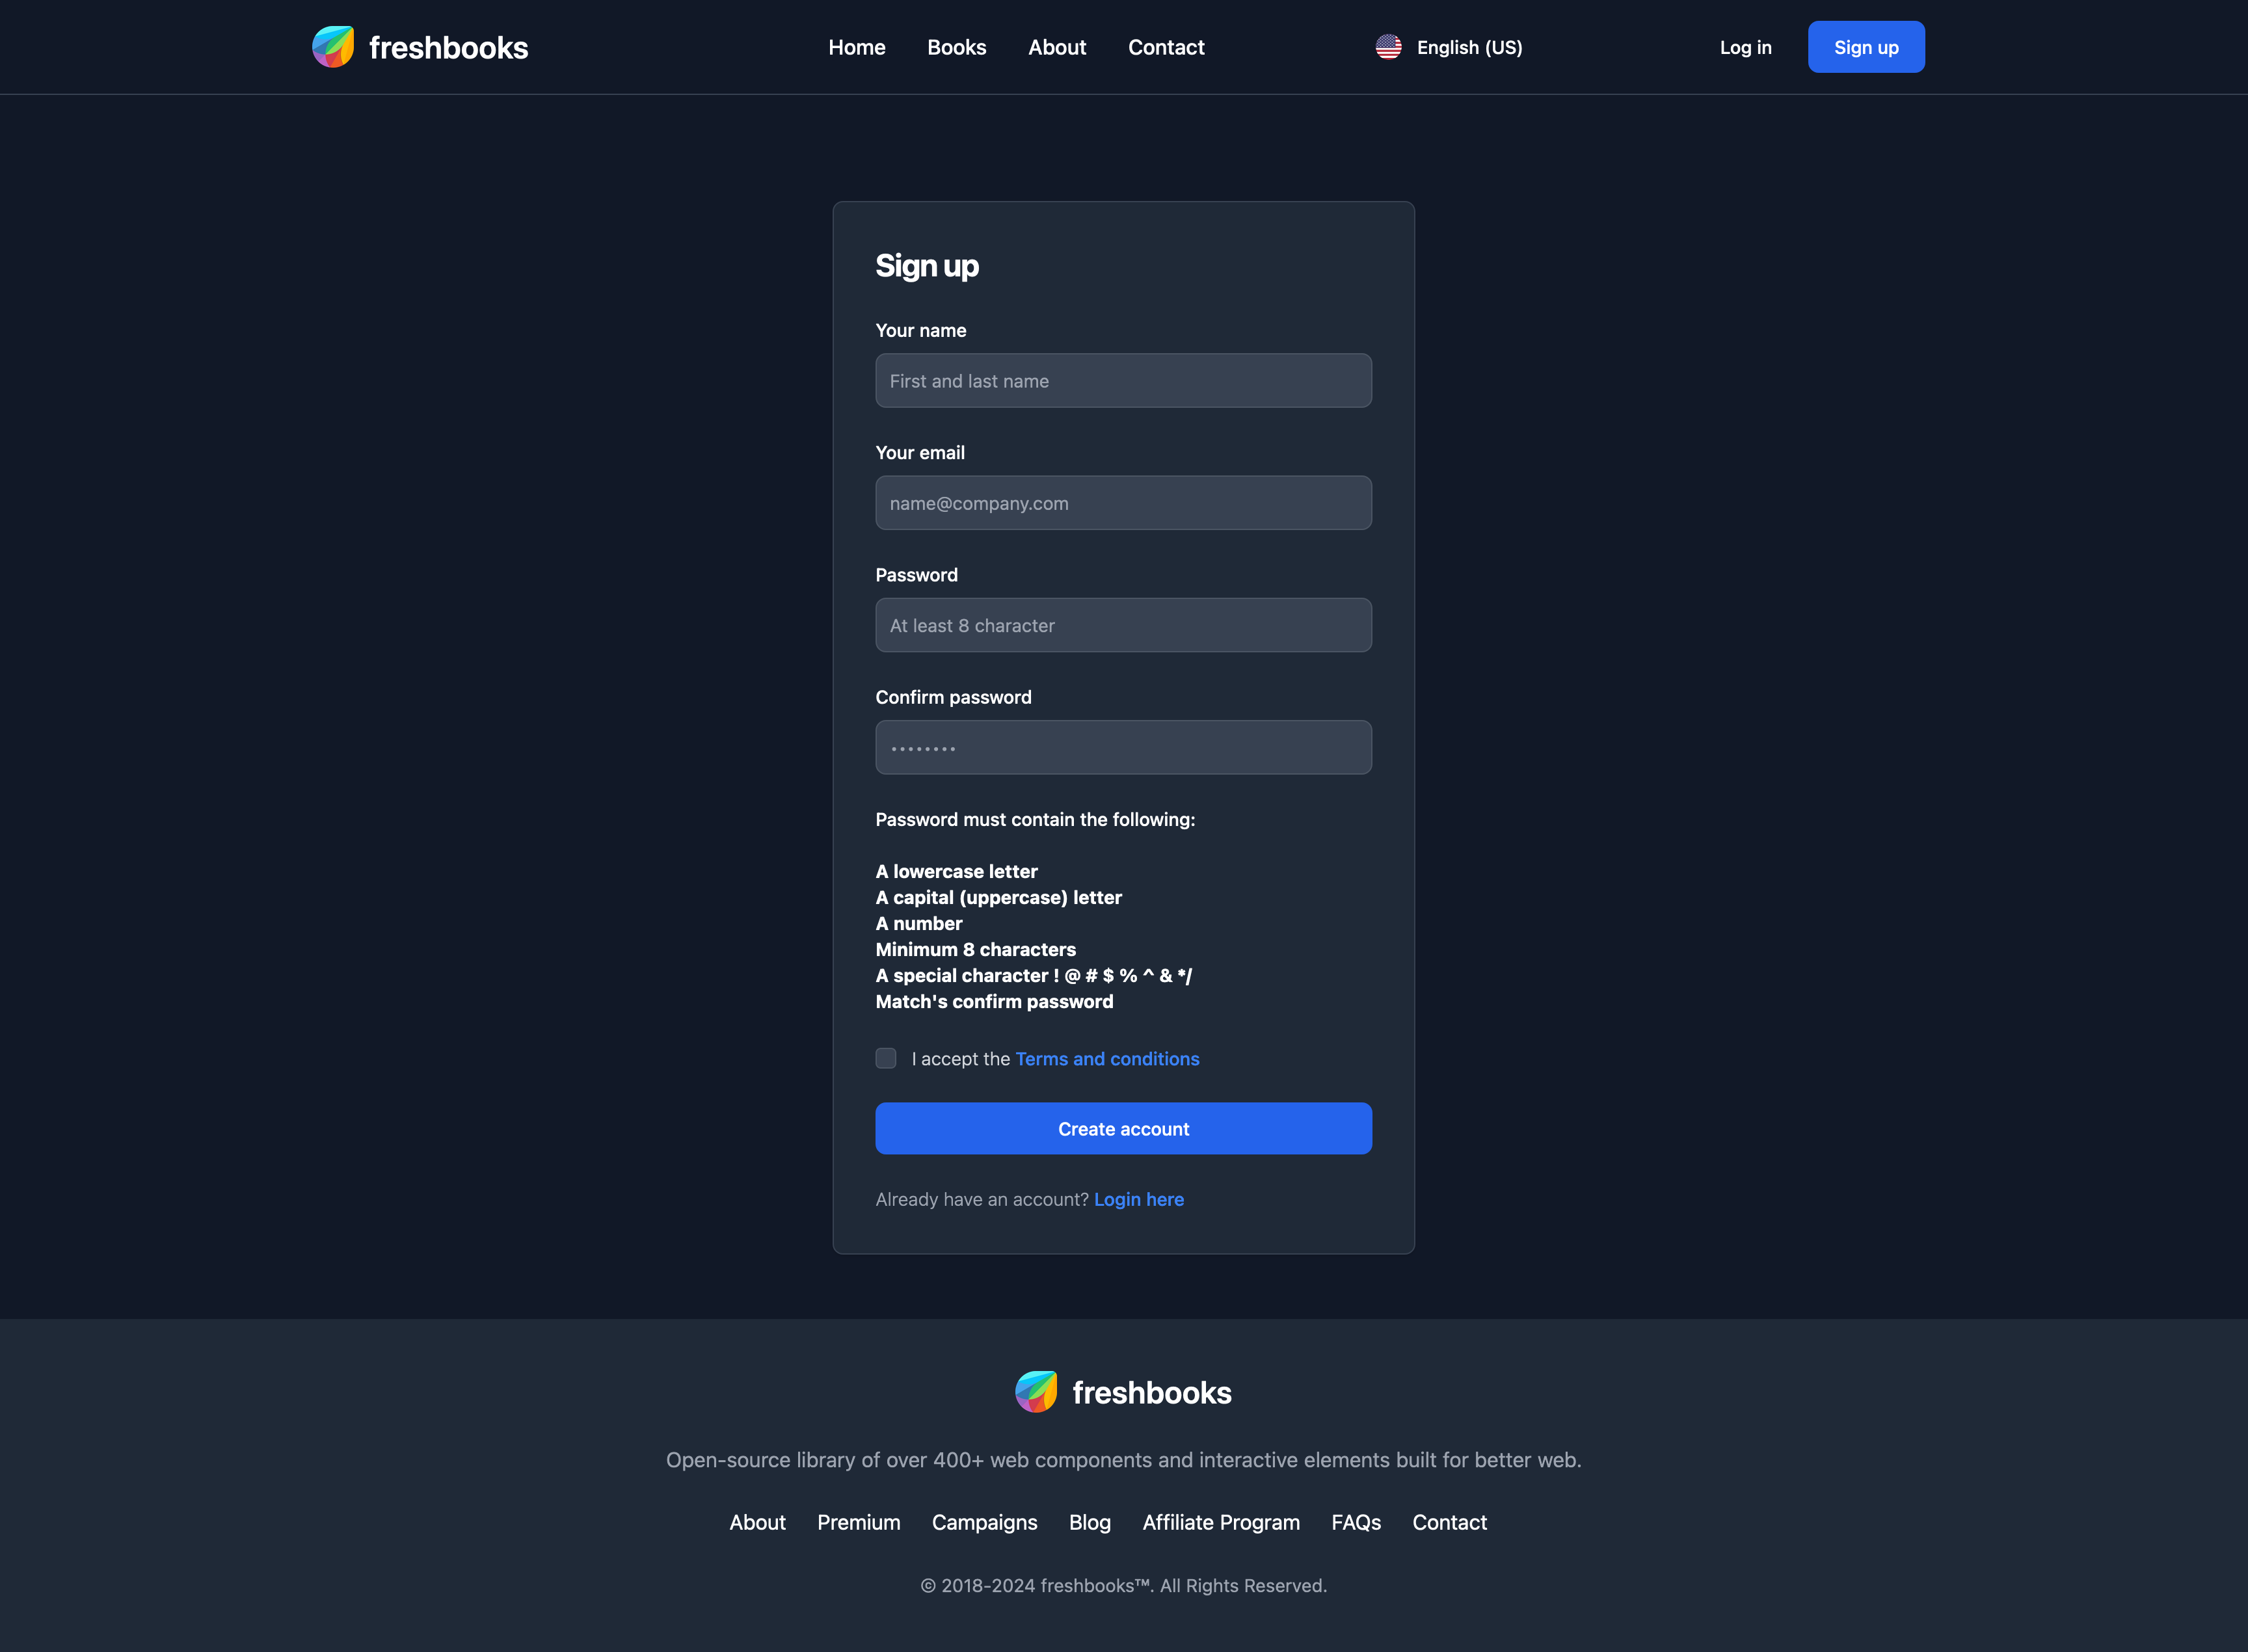 freshbooks
Home Books About Contact
English (US)
Log in
Sign up
Sign up
Your name
First and last name
Your email
name@company.com
Password
At least 8 character
Confirm password
••••••••
Password must contain the following:
A lowercase letter
A capital (uppercase) letter
A number
Minimum 8 characters
A special character ! @ # $ % ^ & */
Match's confirm password
I accept the Terms and conditions
Create account
Already have an account? Login here
freshbooks
Open-source library of over 400+ web components and interactive elements built for better web.
About Premium Campaigns Blog Affiliate Program FAQs Contact
© 2018-2024 freshbooks™. All Rights Reserved.